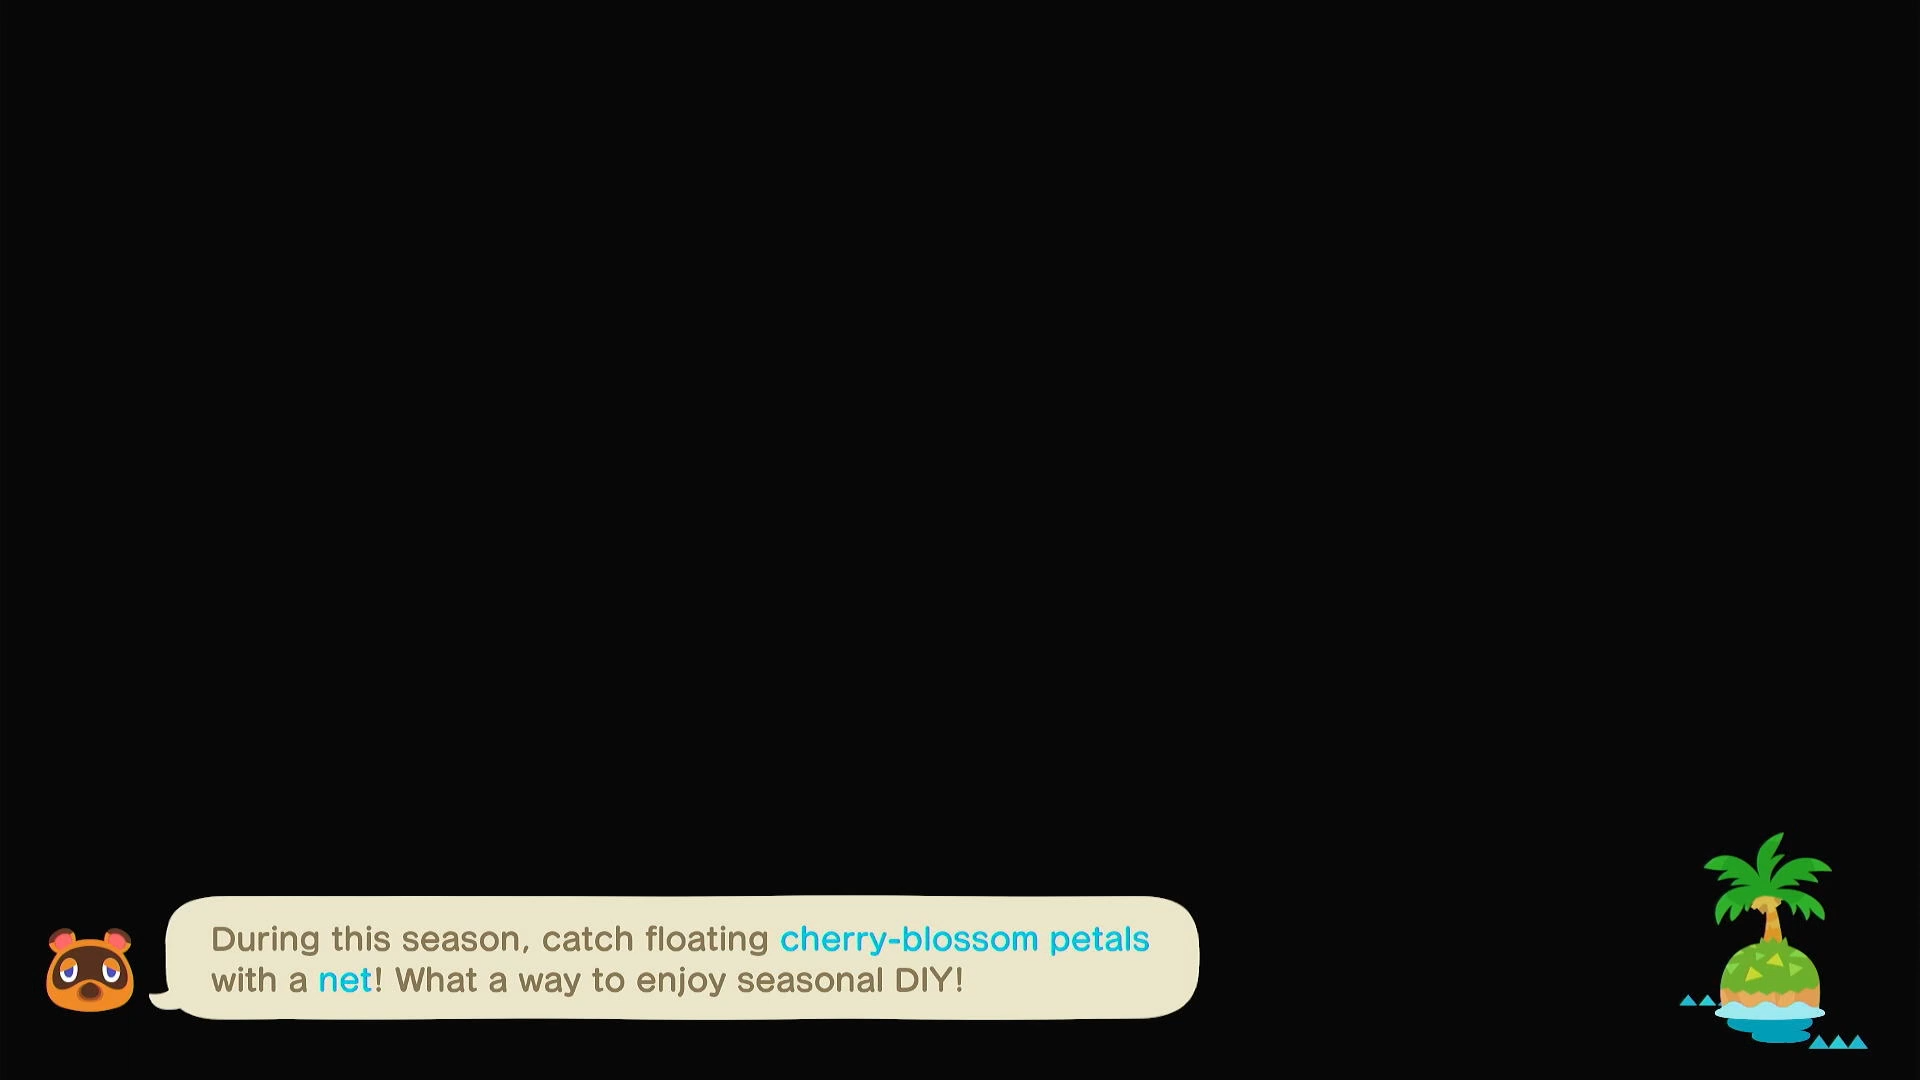 During this season, catch floating cherry-blossom petals
with a net! What a way to enjoy seasonal DIY!